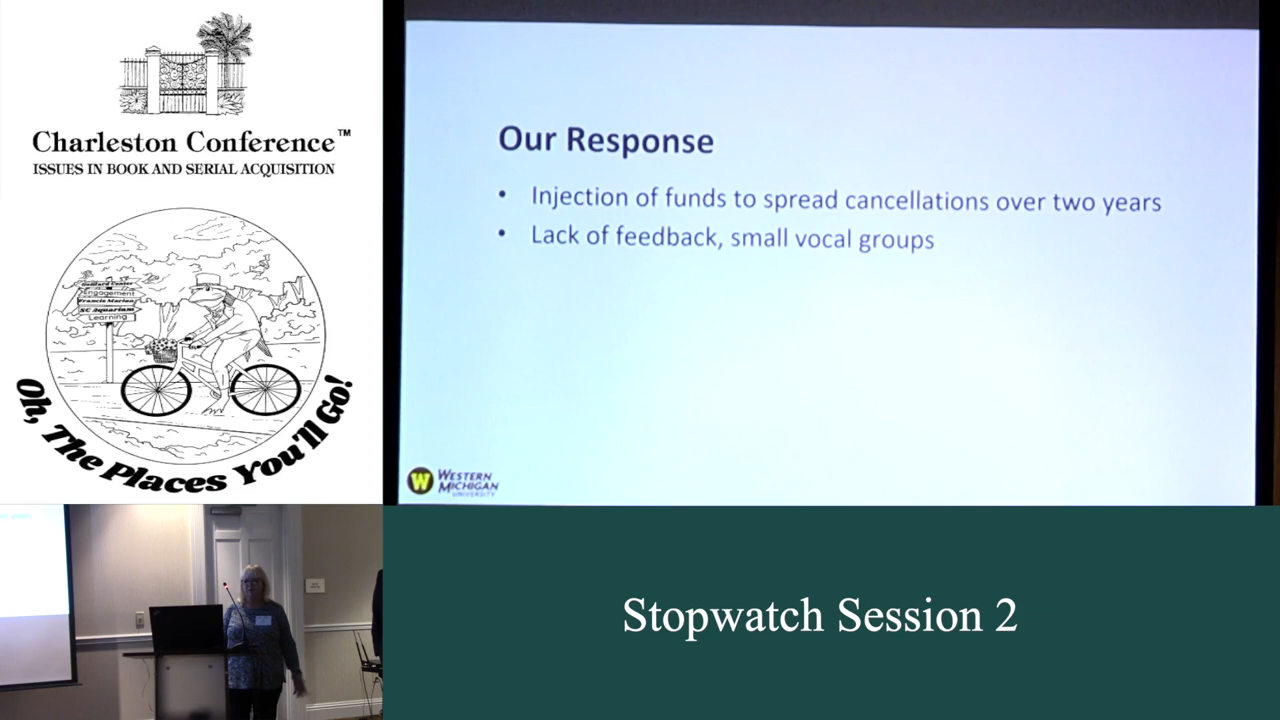 Charleston Conference™
ISSUES IN BOOK AND SERIAL ACQUISITION
Gaillard Center
Engagement
Francis Marion
SC Aquarium
Learning
Oh, The Places You'll Go!
Our Response
• Injection of funds to spread cancellations over two years
• Lack of feedback, small vocal groups
W WESTERN
MICHIGAN
UNIVERSITY
Stopwatch Session 2